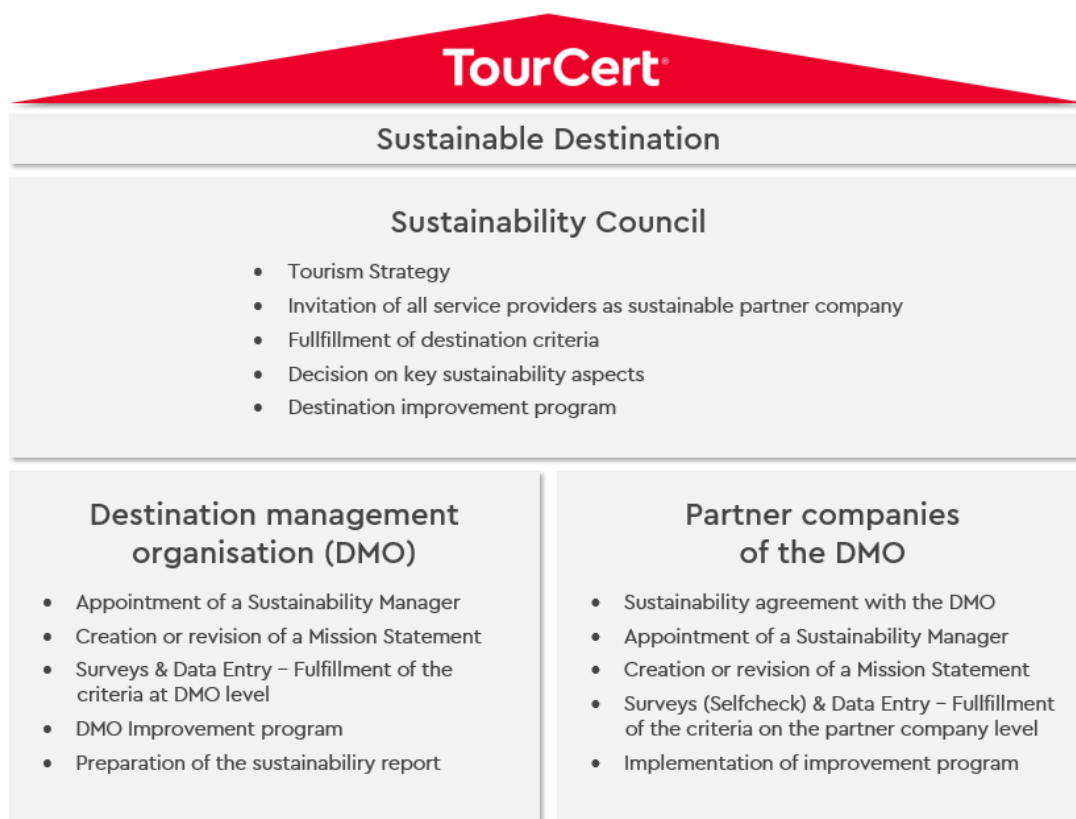 TourCert®
Sustainable Destination
Sustainability Council
• Tourism Strategy
• Invitation of all service providers as sustainable partner company
• Fullfillment of destination criteria
• Decision on key sustainability aspects
• Destination improvement program
Destination management
organisation (DMO)
• Appointment of a Sustainability Manager
• Creation or revision of a Mission Statement
• Surveys & Data Entry – Fulfillment of the
criteria at DMO level
• DMO Improvement program
• Preparation of the sustainabiliry report
Partner companies
of the DMO
• Sustainability agreement with the DMO
• Appointment of a Sustainability Manager
• Creation or revision of a Mission Statement
• Surveys (Selfcheck) & Data Entry – Fullfillment
of the criteria on the partner company level
• Implementation of improvement program